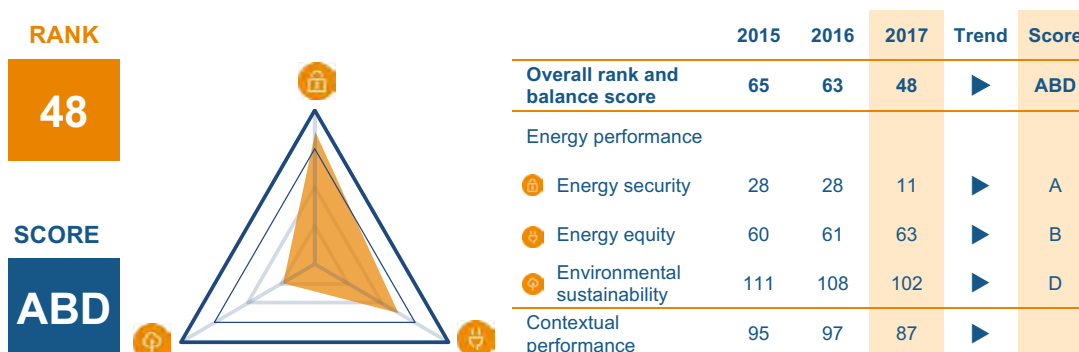 RANK
48
SCORE
ABD
2015 2016 2017 Trend Score
Overall rank and
balance score 65 63 48 ABD
Energy performance
Energy security 28 28 11 A
Energy equity 60 61 63 B
Environmental
sustainability 111 108 102 D
Contextual
performance 95 97 87